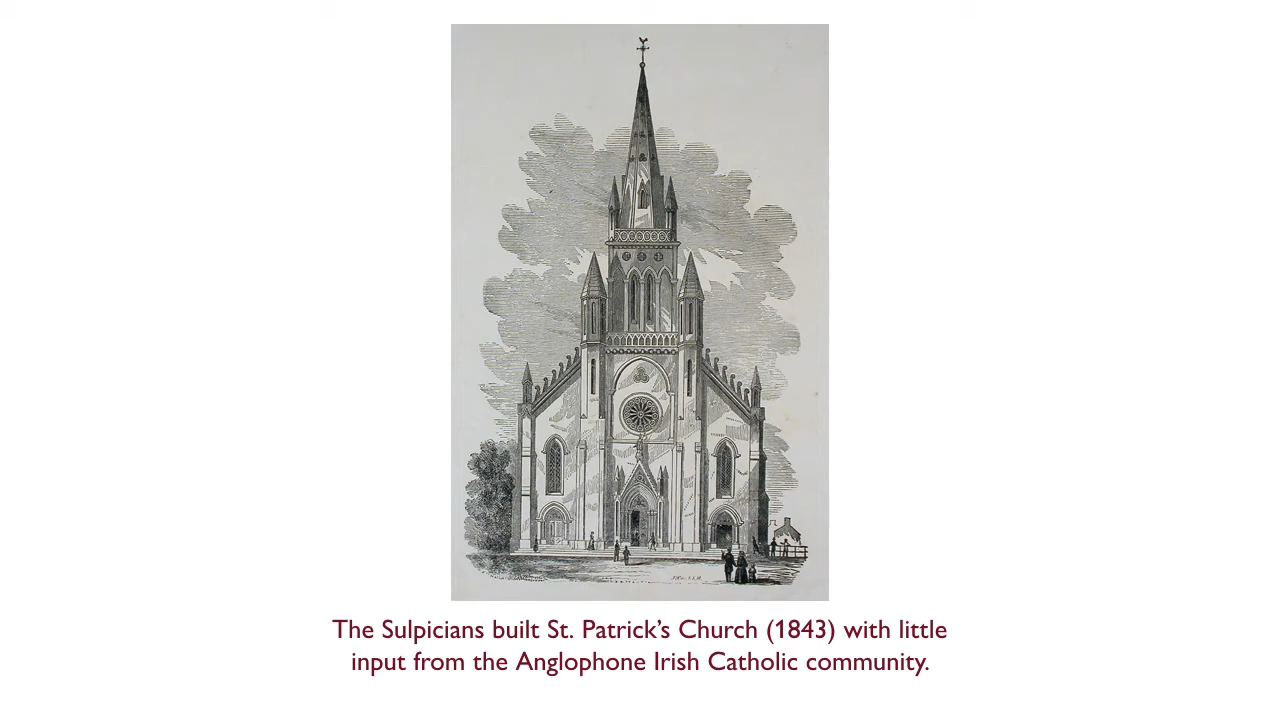 The Sulpicians built St. Patrick’s Church (1843) with little
input from the Anglophone Irish Catholic community.